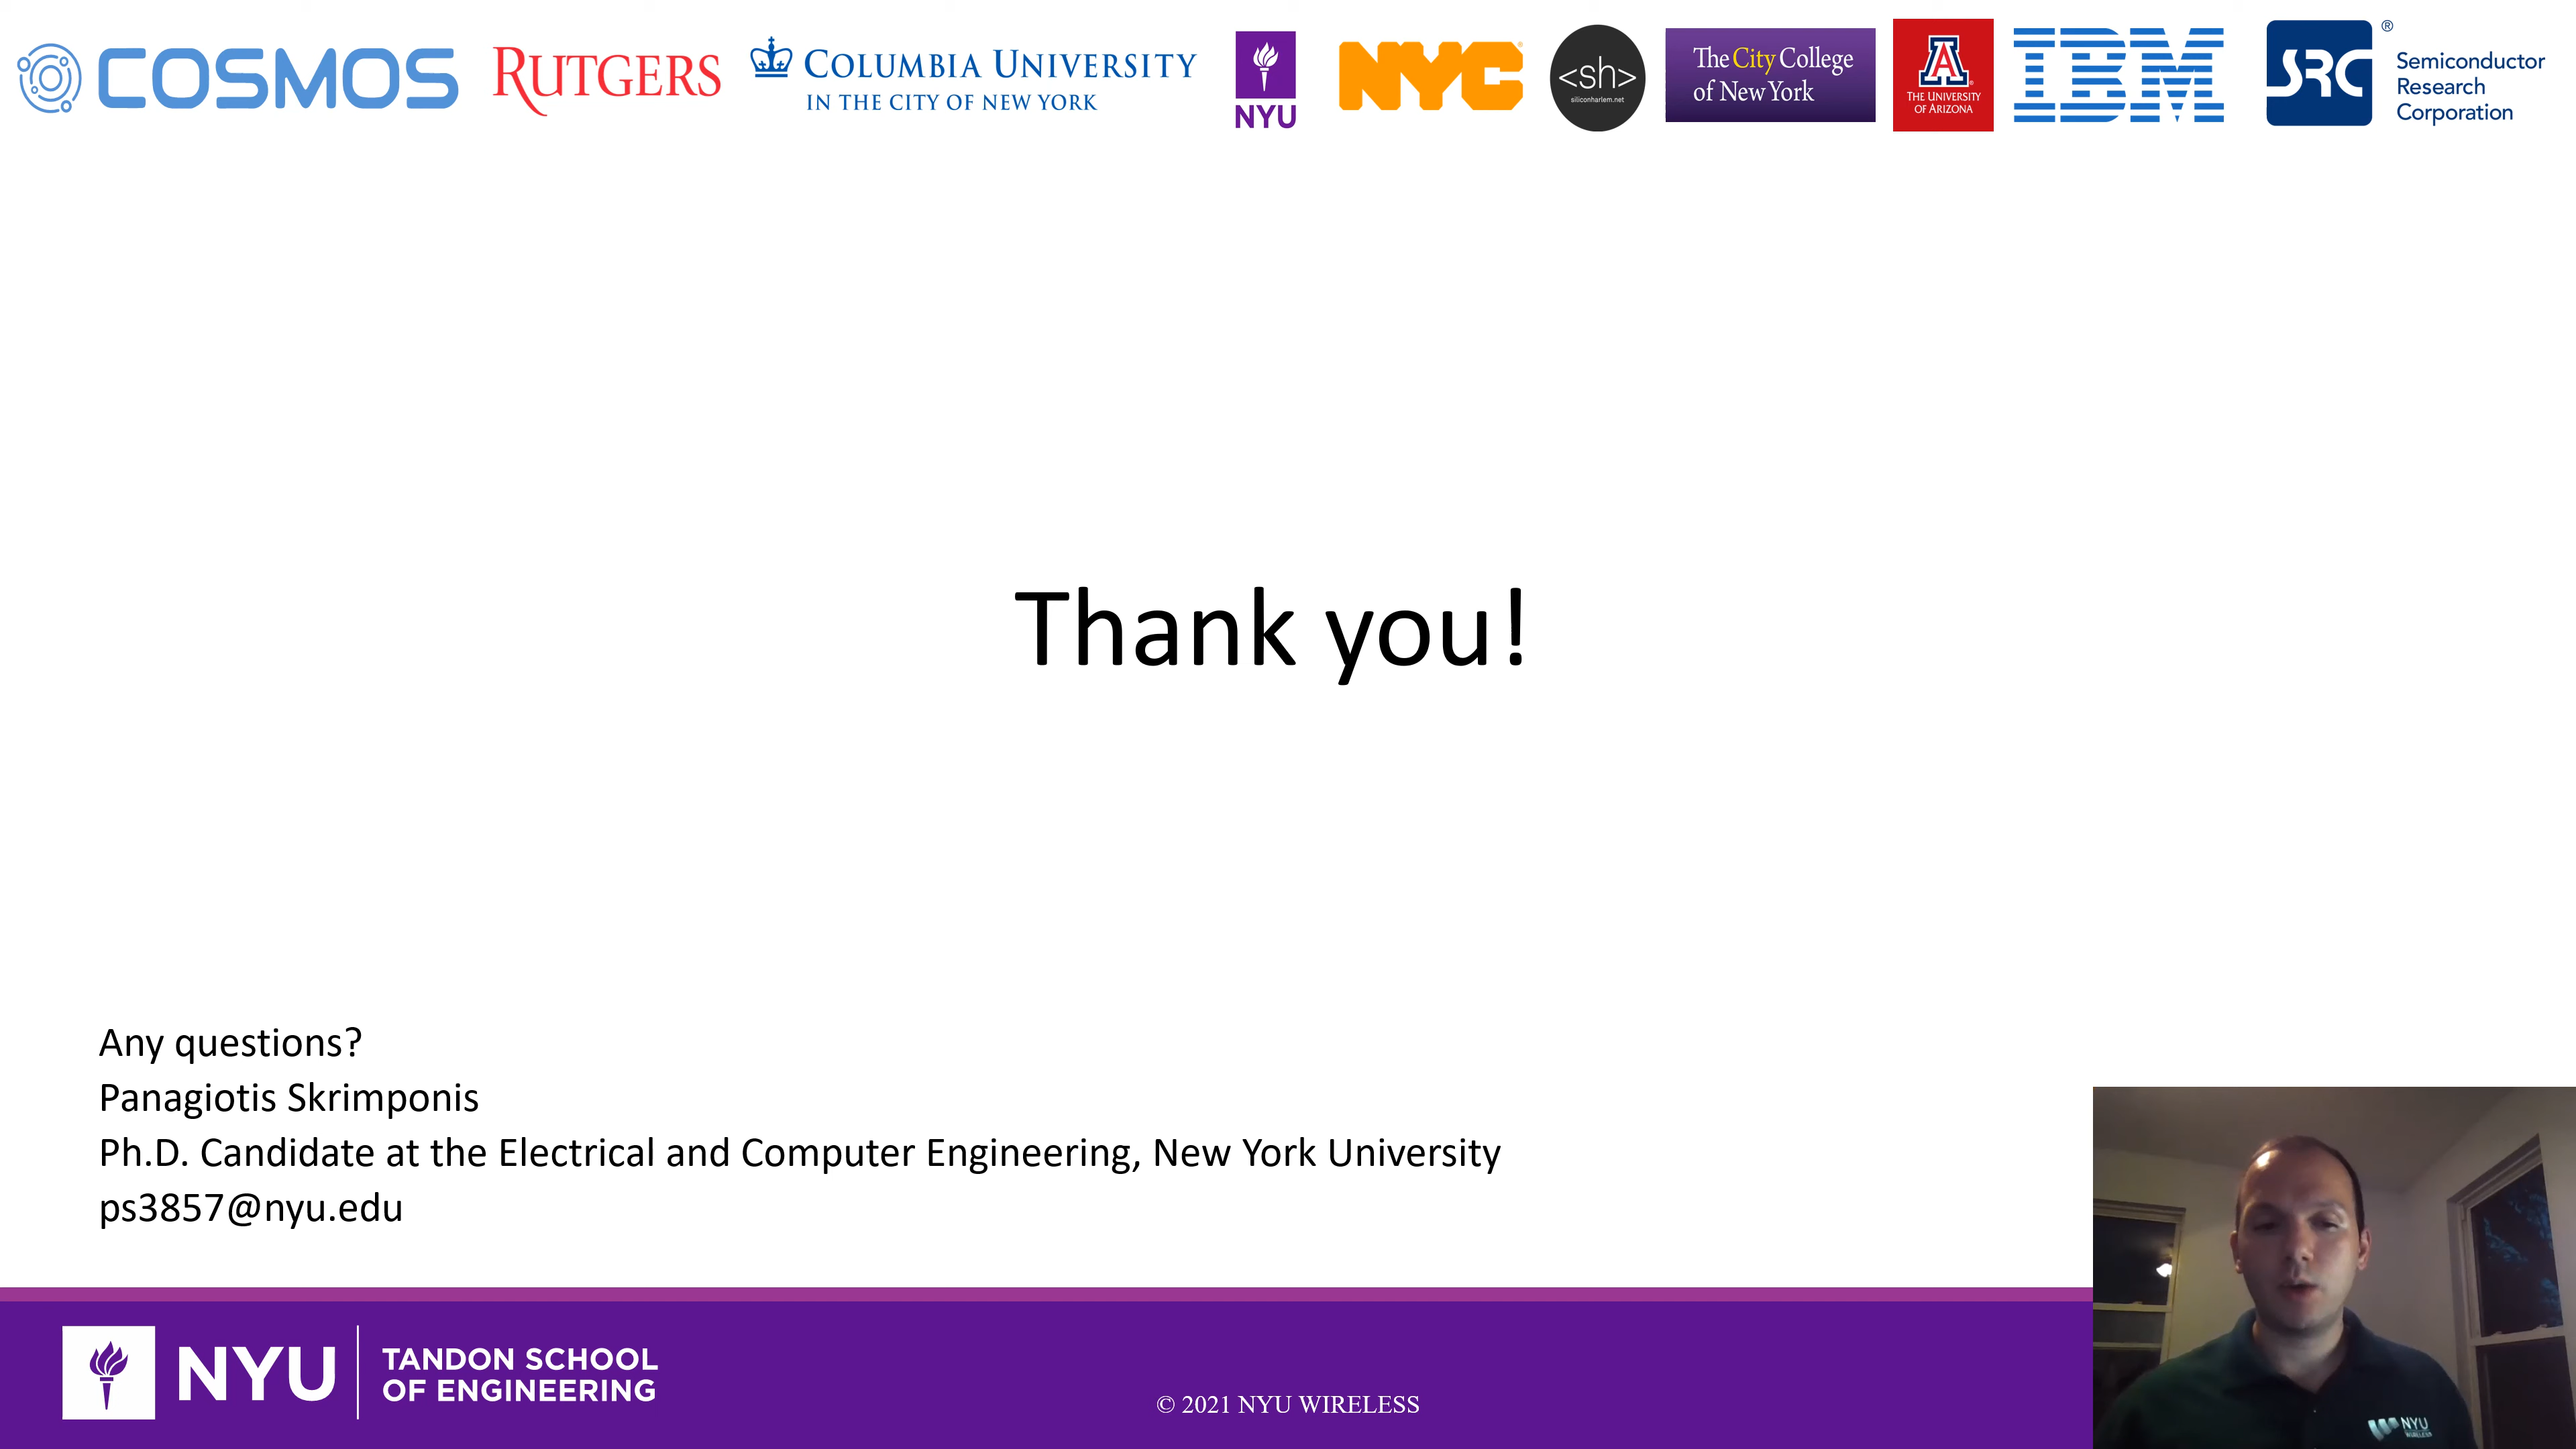 COSMOS
RUTGERS
COLUMBIA UNIVERSITY
IN THE CITY OF NEW YORK
NYU
NYC
<sh>
siliconharlem.net
The City College
of New York
A
THE UNIVERSITY
OF ARIZONA
IBM
SRC
®
Semiconductor
Research
Corporation
Thank you!
Any questions?
Panagiotis Skrimponis
Ph.D. Candidate at the Electrical and Computer Engineering, New York University
ps3857@nyu.edu
NYU
TANDON SCHOOL
OF ENGINEERING
© 2021 NYU WIRELESS
NYU
WIRELESS